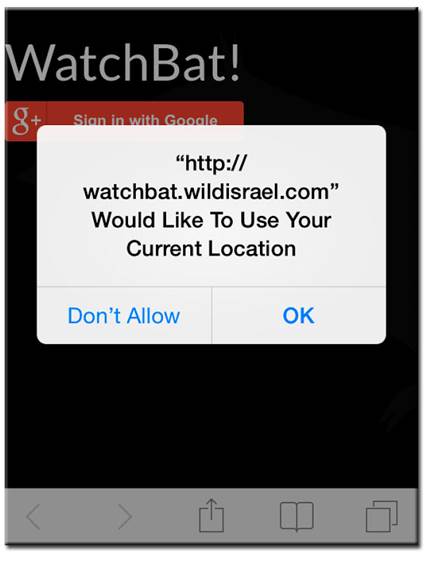 WatchBat!
g+ Sign in with Google
“http://
watchbat.wildisrael.com”
Would Like To Use Your
Current Location
Don’t Allow OK